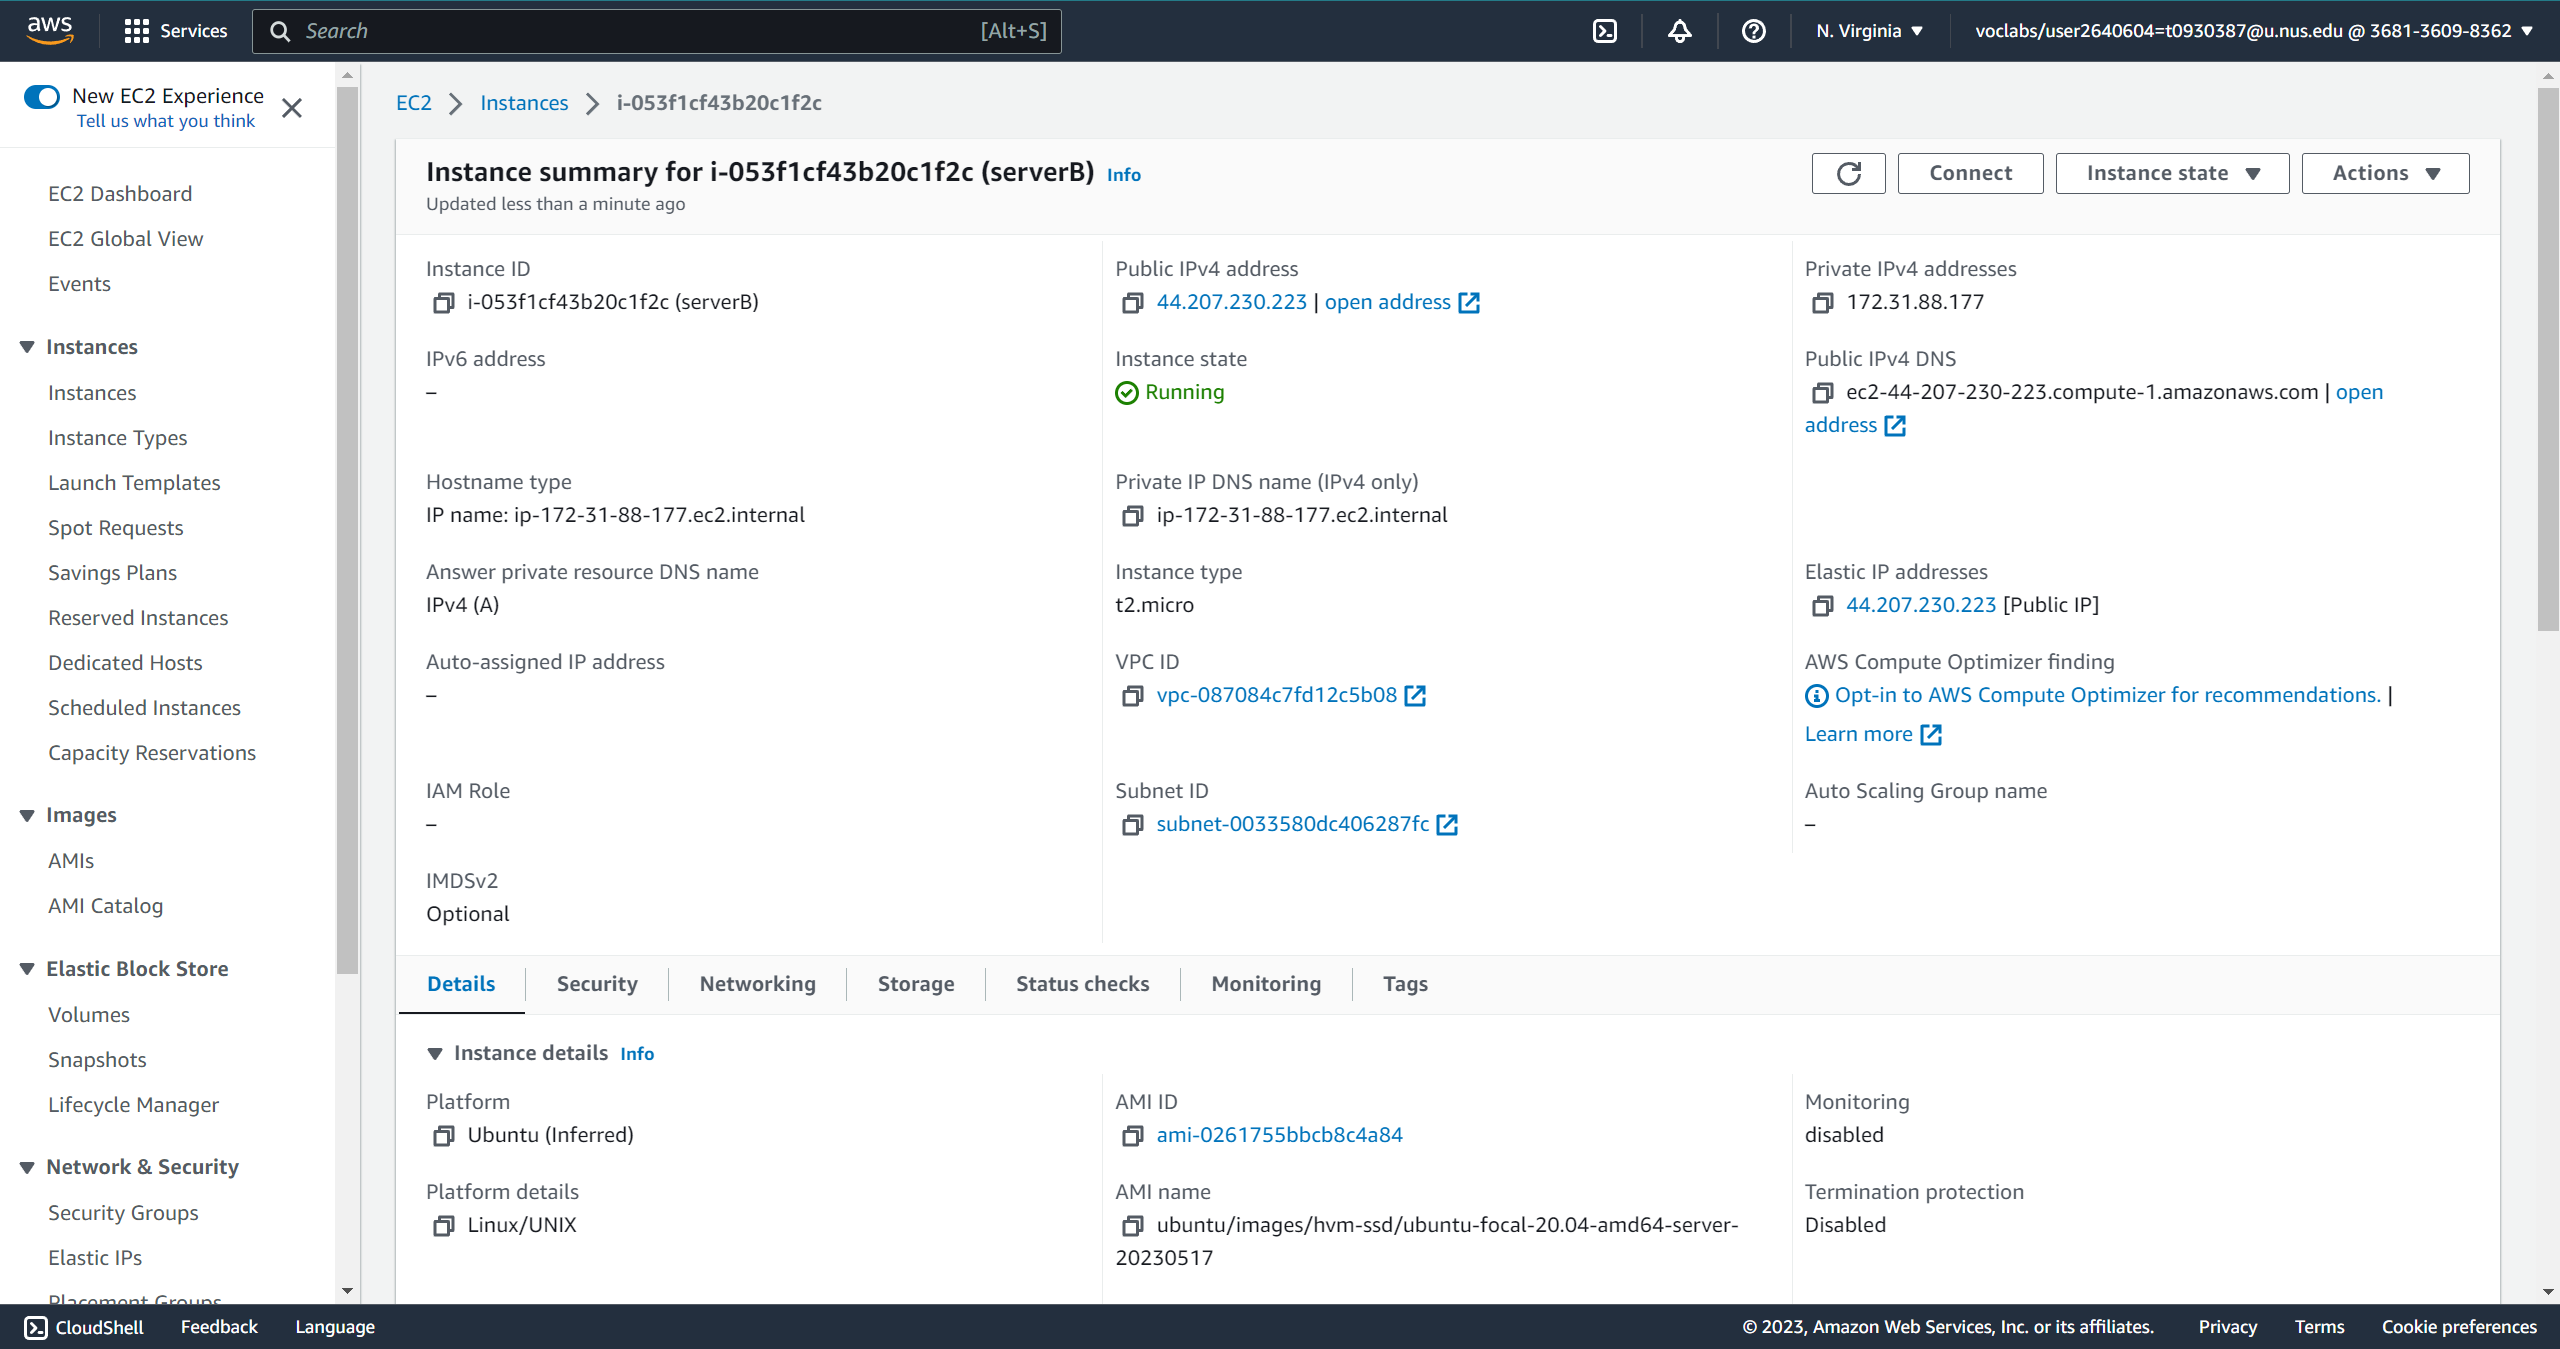 aws
Services
Search [Alt+S]
N. Virginia
voclabs/user2640604=t0930387@u.nus.edu @ 3681-3609-8362
New EC2 Experience
Tell us what you think
EC2 Dashboard
EC2 Global View
Events
Instances
Instances
Instance Types
Launch Templates
Spot Requests
Savings Plans
Reserved Instances
Dedicated Hosts
Scheduled Instances
Capacity Reservations
Images
AMIs
AMI Catalog
Elastic Block Store
Volumes
Snapshots
Lifecycle Manager
Network & Security
Security Groups
Elastic IPs
Placement Groups
EC2 > Instances > i-053f1cf43b20c1f2c
Instance summary for i-053f1cf43b20c1f2c (serverB) Info
Updated less than a minute ago
Connect
Instance state
Actions
Instance ID
i-053f1cf43b20c1f2c (serverB)
Public IPv4 address
44.207.230.223 | open address
Private IPv4 addresses
172.31.88.177
IPv6 address
–
Instance state
Running
Public IPv4 DNS
ec2-44-207-230-223.compute-1.amazonaws.com | open
address
Hostname type
IP name: ip-172-31-88-177.ec2.internal
Private IP DNS name (IPv4 only)
ip-172-31-88-177.ec2.internal
Answer private resource DNS name
IPv4 (A)
Instance type
t2.micro
Elastic IP addresses
44.207.230.223 [Public IP]
Auto-assigned IP address
–
VPC ID
vpc-087084c7fd12c5b08
AWS Compute Optimizer finding
Opt-in to AWS Compute Optimizer for recommendations. |
Learn more
IAM Role
–
Subnet ID
subnet-0033580dc406287fc
Auto Scaling Group name
–
IMDSv2
Optional
Details
Security
Networking
Storage
Status checks
Monitoring
Tags
Instance details Info
Platform
Ubuntu (Inferred)
AMI ID
ami-0261755bbcb8c4a84
Monitoring
disabled
Platform details
Linux/UNIX
AMI name
ubuntu/images/hvm-ssd/ubuntu-focal-20.04-amd64-server-
20230517
Termination protection
Disabled
CloudShell
Feedback
Language
© 2023, Amazon Web Services, Inc. or its affiliates.
Privacy
Terms
Cookie preferences